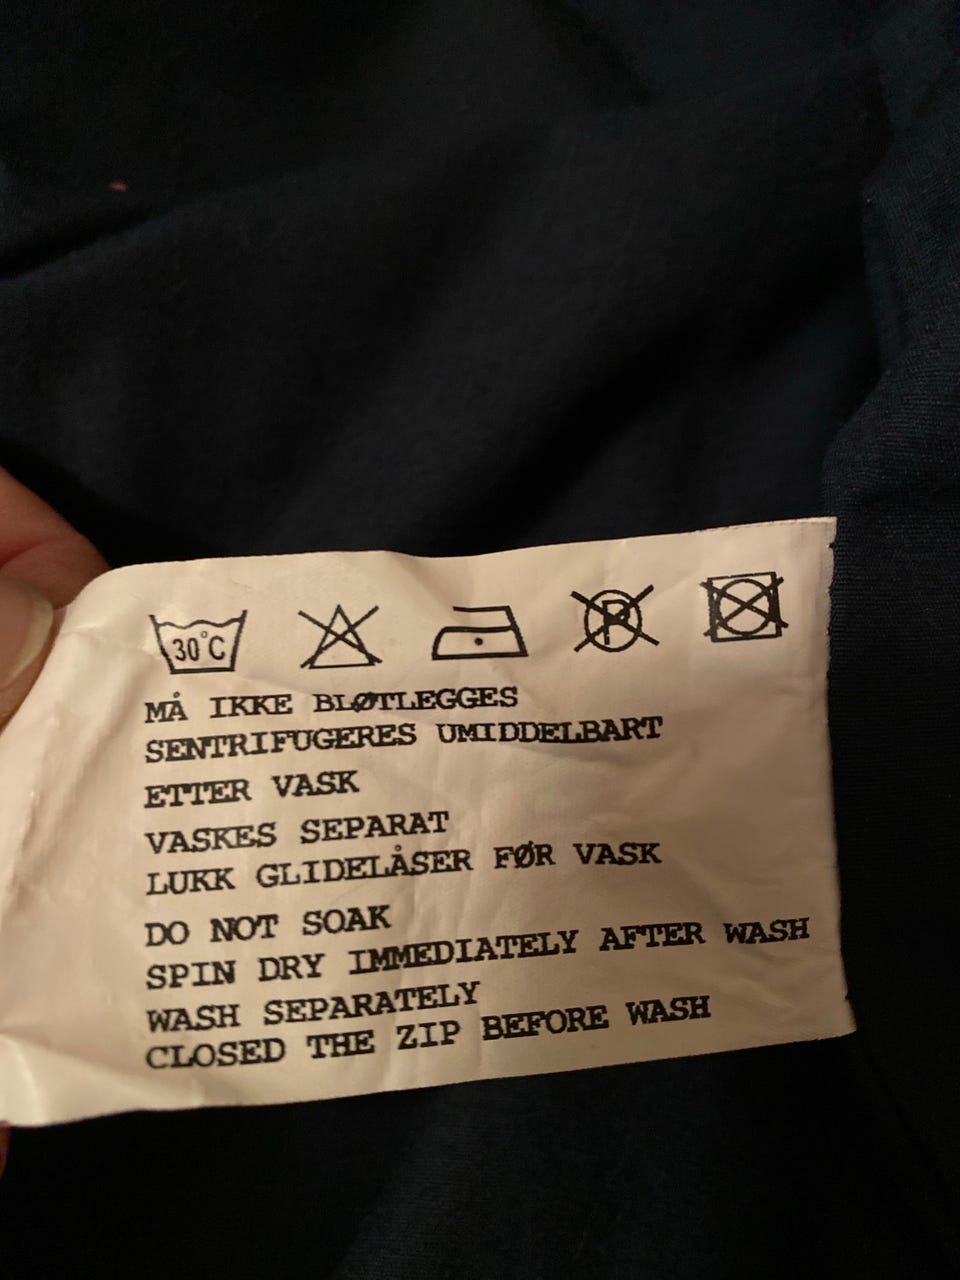 30°C
P
MÅ IKKE BLØTLEGGES
SENTRIFUGERES UMIDDELBART
ETTER VASK
VASKES SEPARAT
LUKK GLIDELÅSER FØR VASK
DO NOT SOAK
SPIN DRY IMMEDIATELY AFTER WASH
WASH SEPARATELY
CLOSED THE ZIP BEFORE WASH